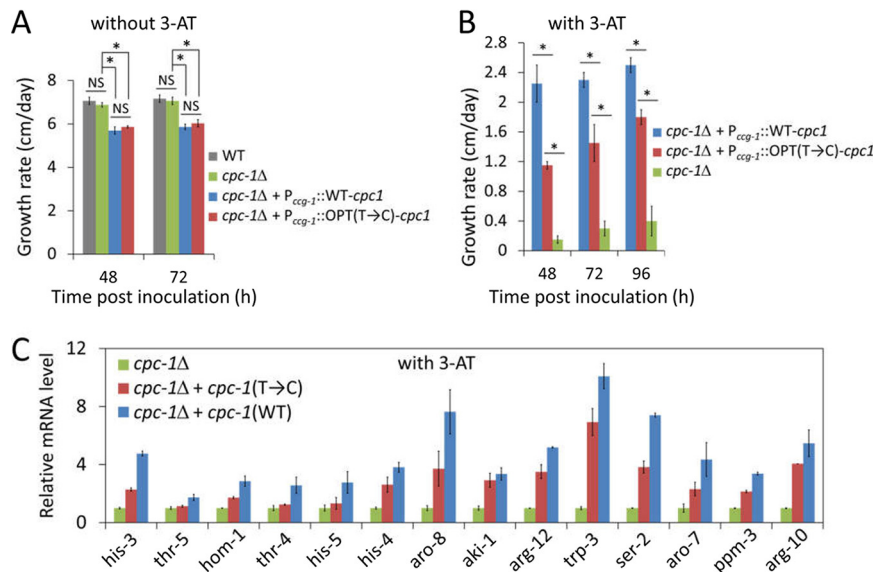 A
without 3-AT
Growth rate (cm/day)
8
6
4
2
0
NS
*
*
NS
NS
*
*
NS
48
72
Time post inoculation (h)
WT
cpc-1Δ
cpc-1Δ + Pccg-1::WT-cpc1
cpc-1Δ + Pccg-1::OPT(T→C)-cpc1
B
with 3-AT
Growth rate (cm/day)
2.8
2.4
2
1.6
1.2
0.8
0.4
0
*
*
*
*
*
*
48
72
96
Time post inoculation (h)
cpc-1Δ + Pccg-1::WT-cpc1
cpc-1Δ + Pccg-1::OPT(T→C)-cpc1
cpc-1Δ
C
with 3-AT
Relative mRNA level
12
8
4
0
cpc-1Δ
cpc-1Δ + cpc-1(T→C)
cpc-1Δ + cpc-1(WT)
his-3
thr-5
hom-1
thr-4
his-5
his-4
aro-8
aki-1
arg-12
trp-3
ser-2
aro-7
ppm-3
arg-10